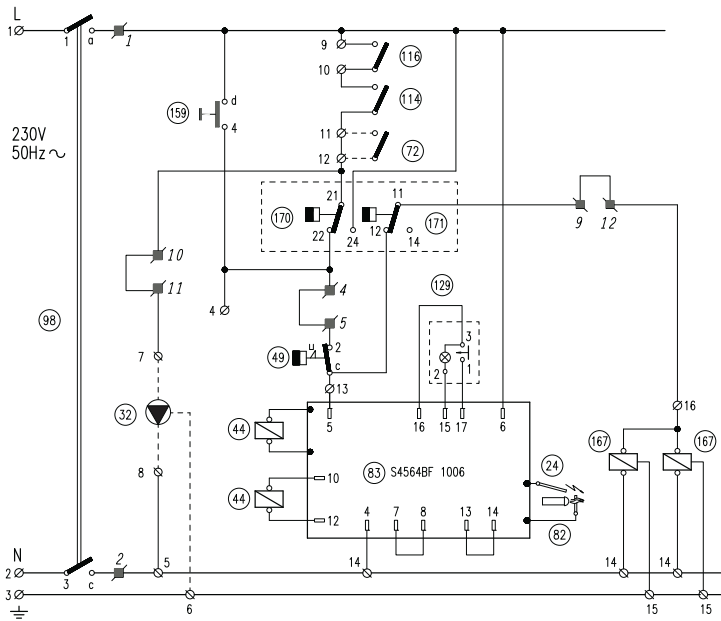 L
1 1 a 1
9
116
10
d
114
159
4
230V
50Hz
11
72
12
21 11
170 171
22 24 12 14
9 12
10
11
4
4
5
129
98
u 2
49
c
3
2 1
7
13
32
44
5 16 15 17 6
16
167 167
83 S4564BF 1006
24
8
44
10
12
4 7 8 13 14
82
N
2 3 c 2
5
14 14 14
3
6 15 15